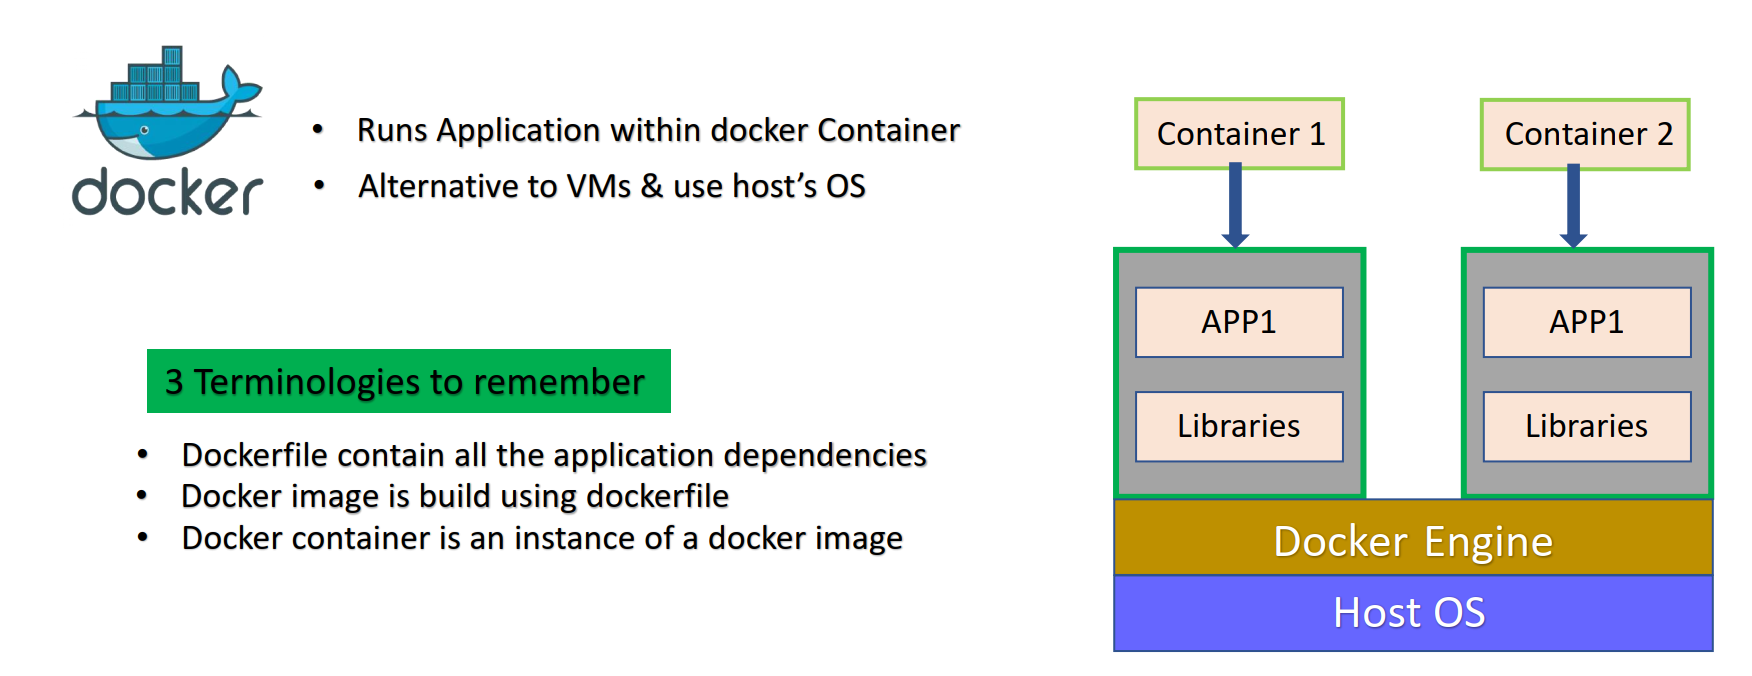 docker
• Runs Application within docker Container
• Alternative to VMs & use host’s OS
3 Terminologies to remember
• Dockerfile contain all the application dependencies
• Docker image is build using dockerfile
• Docker container is an instance of a docker image
Container 1
Container 2
APP1
APP1
Libraries
Libraries
Docker Engine
Host OS